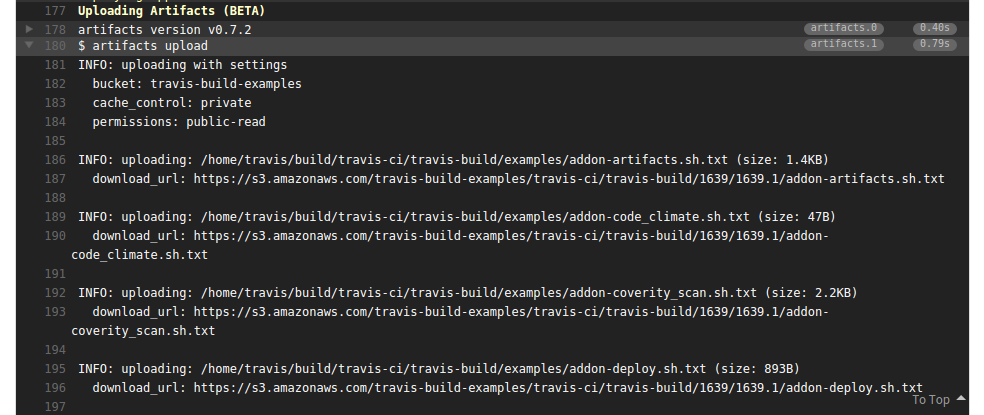 177 Uploading Artifacts (BETA)
178 artifacts version v0.7.2 artifacts.0 0.40s
180 $ artifacts upload artifacts.1 0.79s
181 INFO: uploading with settings
182 bucket: travis-build-examples
183 cache_control: private
184 permissions: public-read
185
186 INFO: uploading: /home/travis/build/travis-ci/travis-build/examples/addon-artifacts.sh.txt (size: 1.4KB)
187 download_url: https://s3.amazonaws.com/travis-build-examples/travis-ci/travis-build/1639/1639.1/addon-artifacts.sh.txt
188
189 INFO: uploading: /home/travis/build/travis-ci/travis-build/examples/addon-code_climate.sh.txt (size: 47B)
190 download_url: https://s3.amazonaws.com/travis-build-examples/travis-ci/travis-build/1639/1639.1/addon-
code_climate.sh.txt
191
192 INFO: uploading: /home/travis/build/travis-ci/travis-build/examples/addon-coverity_scan.sh.txt (size: 2.2KB)
193 download_url: https://s3.amazonaws.com/travis-build-examples/travis-ci/travis-build/1639/1639.1/addon-
coverity_scan.sh.txt
194
195 INFO: uploading: /home/travis/build/travis-ci/travis-build/examples/addon-deploy.sh.txt (size: 893B)
196 download_url: https://s3.amazonaws.com/travis-build-examples/travis-ci/travis-build/1639/1639.1/addon-deploy.sh.txt
To Top
197